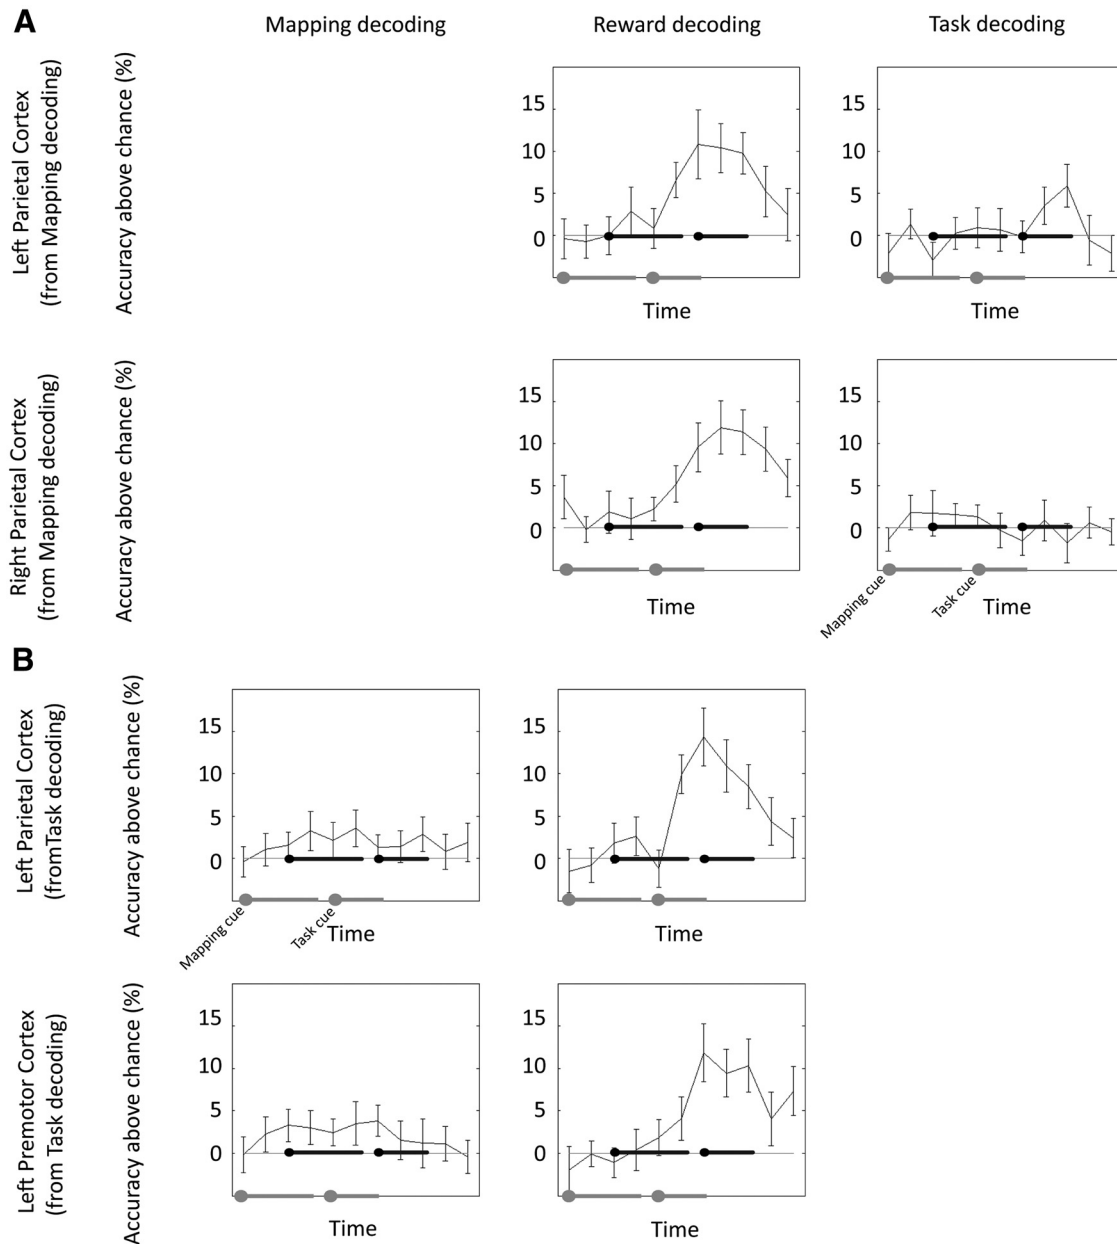 A
Mapping decoding
Reward decoding
Task decoding
Left Parietal Cortex
(from Mapping decoding)
Accuracy above chance (%)
15
10
5
0
Time
15
10
5
0
Time
Right Parietal Cortex
(from Mapping decoding)
Accuracy above chance (%)
15
10
5
0
Time
15
10
5
0
Mapping cue
Task cue
Time
B
Left Parietal Cortex
(fromTask decoding)
Accuracy above chance (%)
15
10
5
0
Mapping cue
Task cue
Time
15
10
5
0
Time
Left Premotor Cortex
(from Task decoding)
Accuracy above chance (%)
15
10
5
0
Time
15
10
5
0
Time